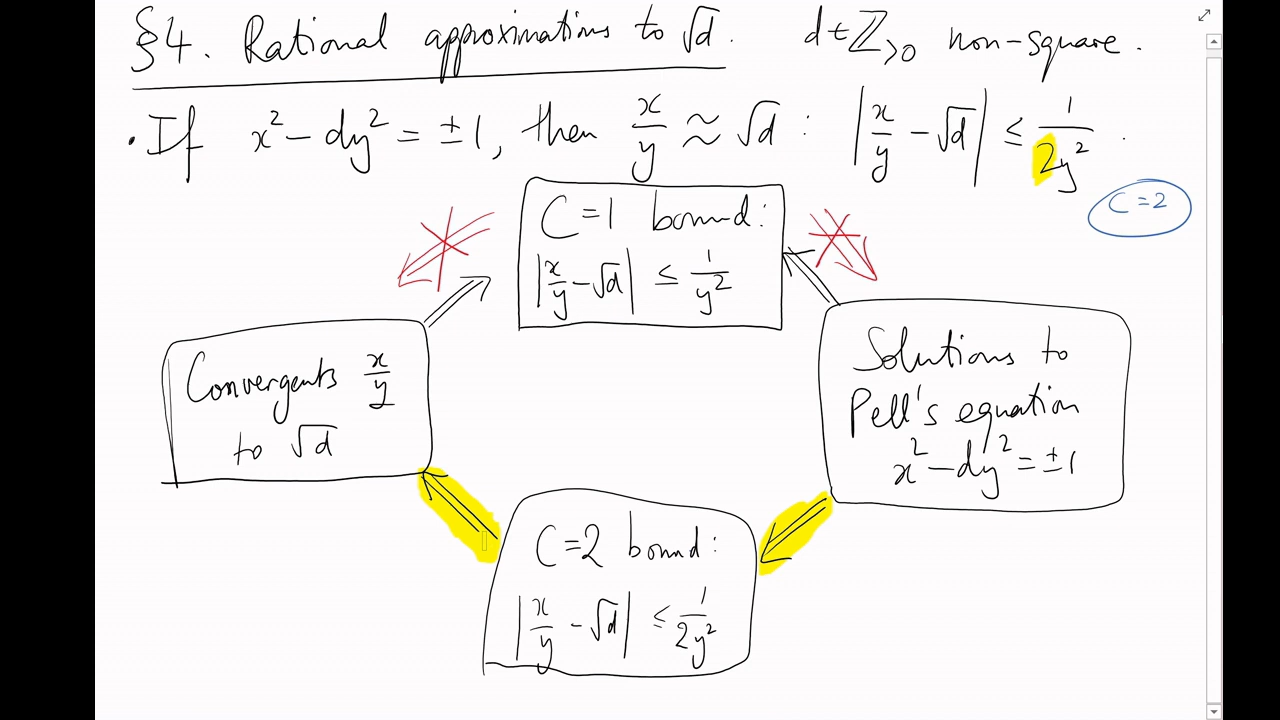 §4. Rational approximations to √d. d∈ℤ>0 non-square.
• If x² - dy² = ±1, then x/y ≈ √d : |x/y - √d| ≤ 1/2y² .
C=2
C=1 bound:
|x/y - √d| ≤ 1/y²
Convergents x/y
to √d
Solutions to
Pell's equation
x² - dy² = ±1
C=2 bound:
|x/y - √d| ≤ 1/2y²